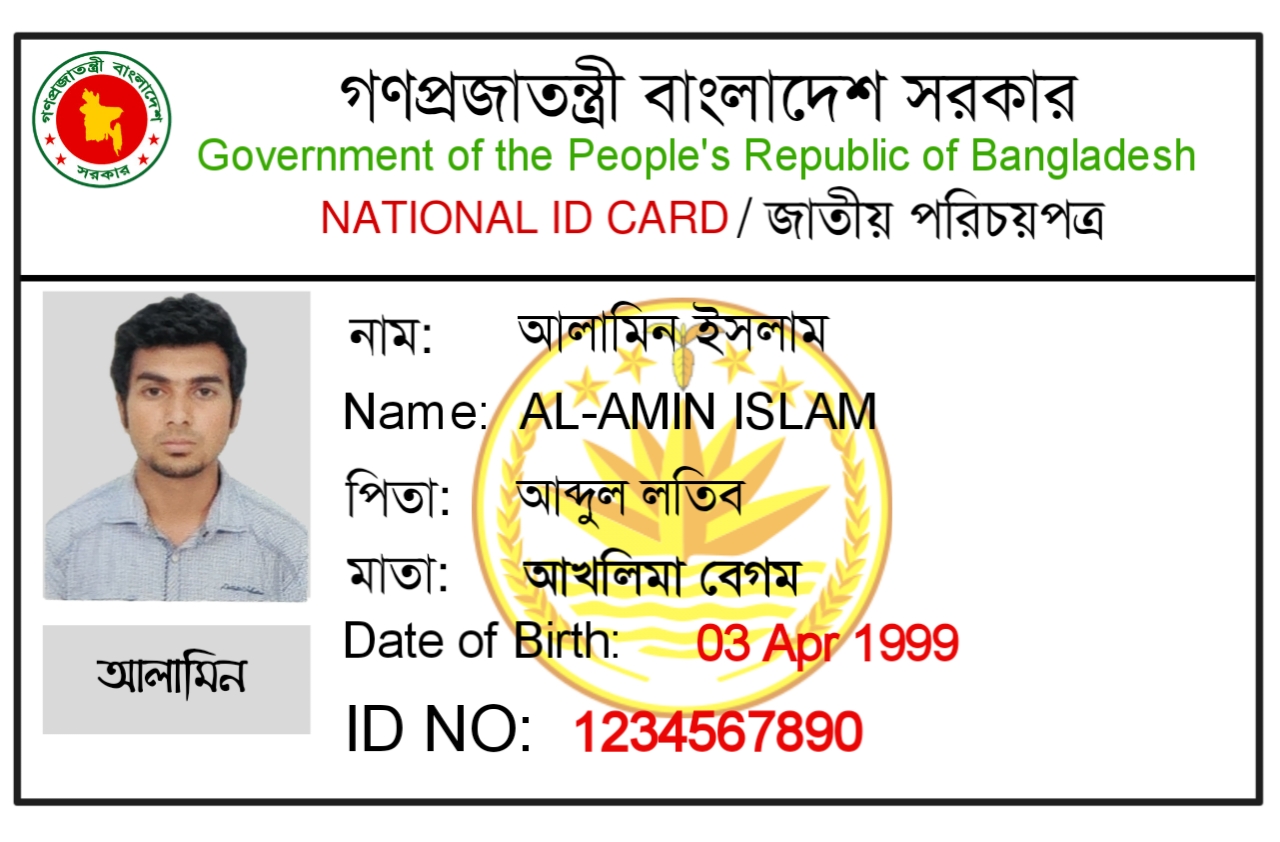 গণপ্রজাতন্ত্রী বাংলাদেশ
সরকার
গণপ্রজাতন্ত্রী বাংলাদেশ সরকার
Government of the People's Republic of Bangladesh
NATIONAL ID CARD / জাতীয় পরিচয়পত্র
নাম: আলামিন ইসলাম
Name: AL-AMIN ISLAM
পিতা: আব্দুল লতিব
মাতা: আখলিমা বেগম
Date of Birth: 03 Apr 1999
আলামিন
ID NO: 1234567890